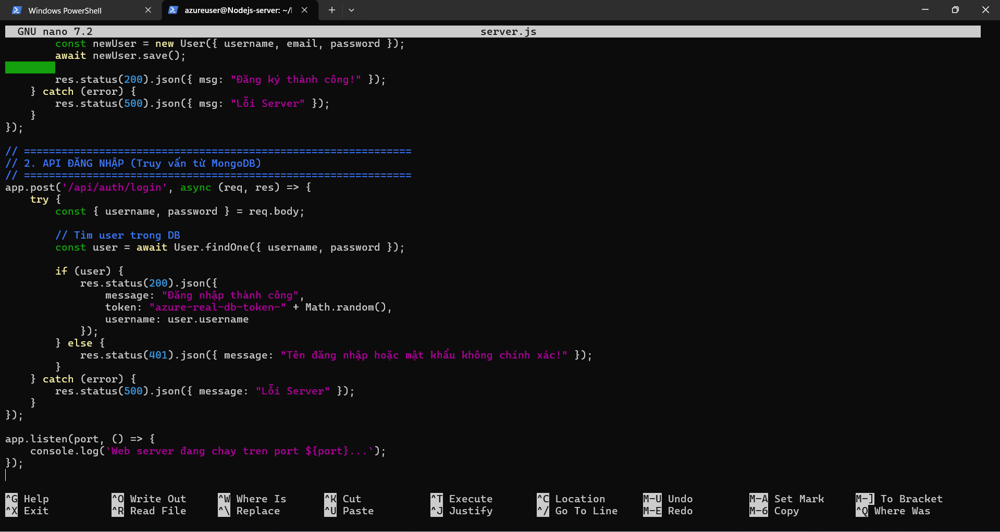 Windows PowerShell
azureuser@Nodejs-server: ~/
GNU nano 7.2 server.js
const newUser = new User({ username, email, password });
await newUser.save();
res.status(200).json({ msg: "Đăng ký thành công!" });
} catch (error) {
res.status(500).json({ msg: "Lỗi Server" });
}
});
// ==============================================================
// 2. API ĐĂNG NHẬP (Truy vấn từ MongoDB)
// ==============================================================
app.post('/api/auth/login', async (req, res) => {
try {
const { username, password } = req.body;
// Tìm user trong DB
const user = await User.findOne({ username, password });
if (user) {
res.status(200).json({
message: "Đăng nhập thành công",
token: "azure-real-db-token-" + Math.random(),
username: user.username
});
} else {
res.status(401).json({ message: "Tên đăng nhập hoặc mật khẩu không chính xác!" });
}
} catch (error) {
res.status(500).json({ message: "Lỗi Server" });
}
});
app.listen(port, () => {
console.log(`Web server đang chay tren port ${port}...`);
});
^G Help ^O Write Out ^W Where Is ^K Cut ^T Execute ^C Location M-U Undo M-A Set Mark M-] To Bracket
^X Exit ^R Read File ^\ Replace ^U Paste ^J Justify ^/ Go To Line M-E Redo M-6 Copy ^Q Where Was